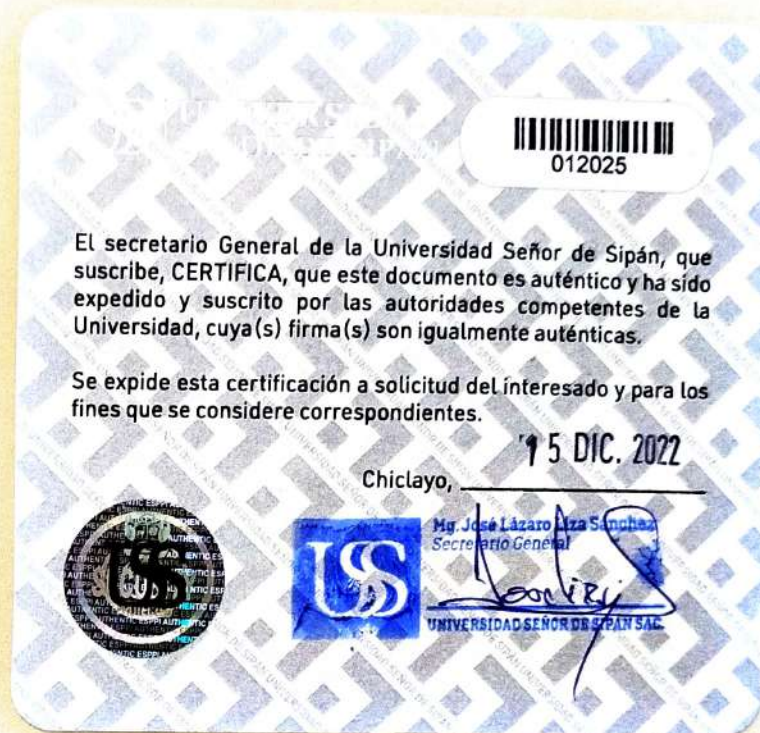 012025
El secretario General de la Universidad Señor de Sipán, que
suscribe, CERTIFICA, que este documento es auténtico y ha sido
expedido y suscrito por las autoridades competentes de la
Universidad, cuya(s) firma(s) son igualmente auténticas.
Se expide esta certificación a solicitud del interesado y para los
fines que se considere correspondientes.
15 DIC. 2022
Chiclayo,
USS
Mg. José Lázaro Liza Sánchez
Secretario General
UNIVERSIDAD SEÑOR DE SIPÁN SAC.